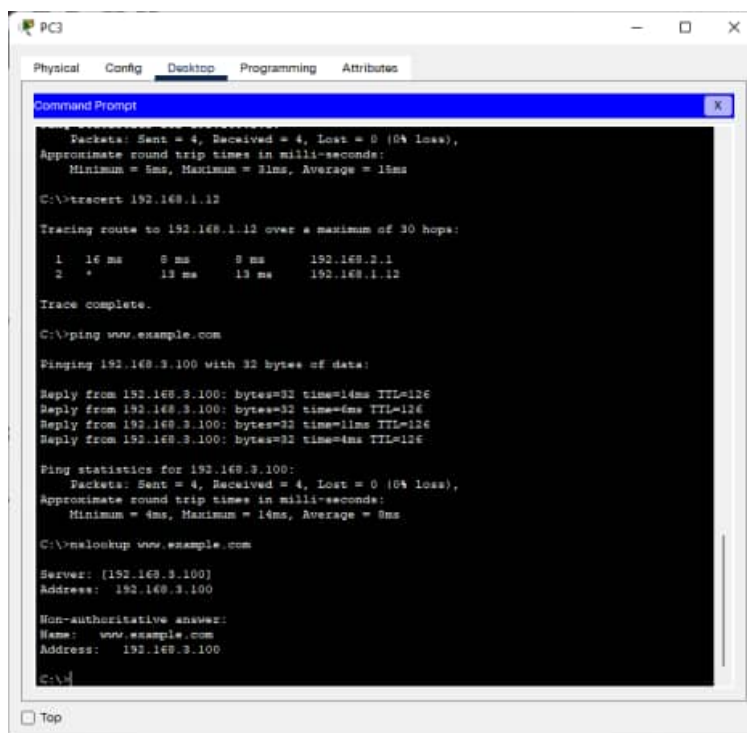 PC3
Physical Config Desktop Programming Attributes
Command Prompt X
Packets: Sent = 4, Received = 4, Lost = 0 (0% loss),
Approximate round trip times in milli-seconds:
Minimum = 5ms, Maximum = 31ms, Average = 15ms
C:\>tracert 192.168.1.12
Tracing route to 192.168.1.12 over a maximum of 30 hops:
1 16 ms 8 ms 8 ms 192.168.2.1
2 * 13 ms 13 ms 192.168.1.12
Trace complete.
C:\>ping www.example.com
Pinging 192.168.3.100 with 32 bytes of data:
Reply from 192.168.3.100: bytes=32 time=14ms TTL=126
Reply from 192.168.3.100: bytes=32 time=6ms TTL=126
Reply from 192.168.3.100: bytes=32 time=11ms TTL=126
Reply from 192.168.3.100: bytes=32 time=4ms TTL=126
Ping statistics for 192.168.3.100:
Packets: Sent = 4, Received = 4, Lost = 0 (0% loss),
Approximate round trip times in milli-seconds:
Minimum = 4ms, Maximum = 14ms, Average = 8ms
C:\>nslookup www.example.com
Server: [192.168.3.100]
Address: 192.168.3.100
Non-authoritative answer:
Name: www.example.com
Address: 192.168.3.100
C:\>
Top